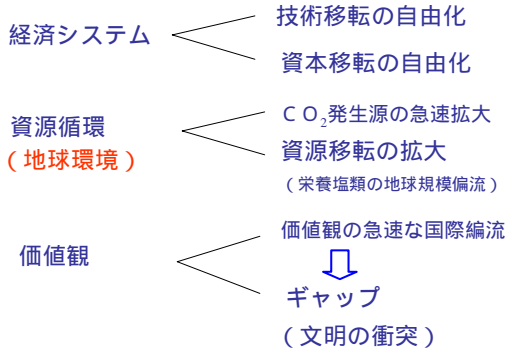 経済システム
技術移転の自由化
資本移転の自由化
資源循環
（地球環境）
ＣＯ2発生源の急速拡大
資源移転の拡大
（栄養塩類の地球規模偏流）
価値観
価値観の急速な国際編流
ギャップ
（文明の衝突）